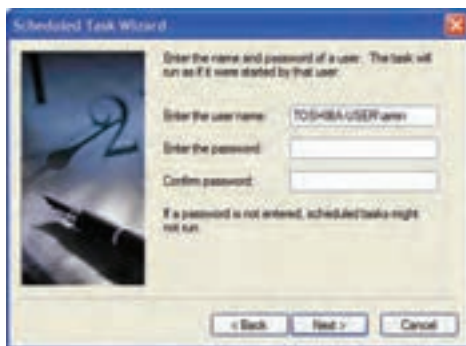 Scheduled Task Wizard
Enter the name and password of a user. The task will
run as if it were started by that user.
Enter the user name:
Enter the password:
Confirm password:
If a password is not entered, scheduled tasks might
not run.
< Back
Next >
Cancel